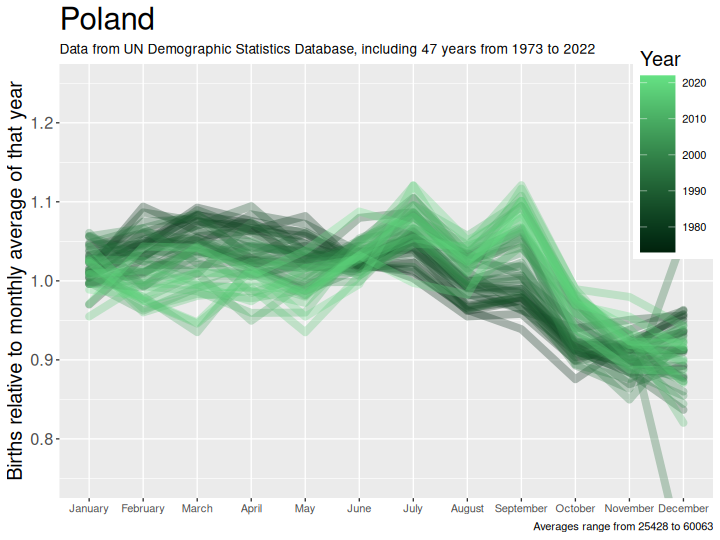 Poland
Data from UN Demographic Statistics Database, including 47 years from 1973 to 2022
Year
2020
2010
2000
1990
1980
Births relative to monthly average of that year
1.2
1.1
1.0
0.9
0.8
January February March April May June July August September October November December
Averages range from 25428 to 60063